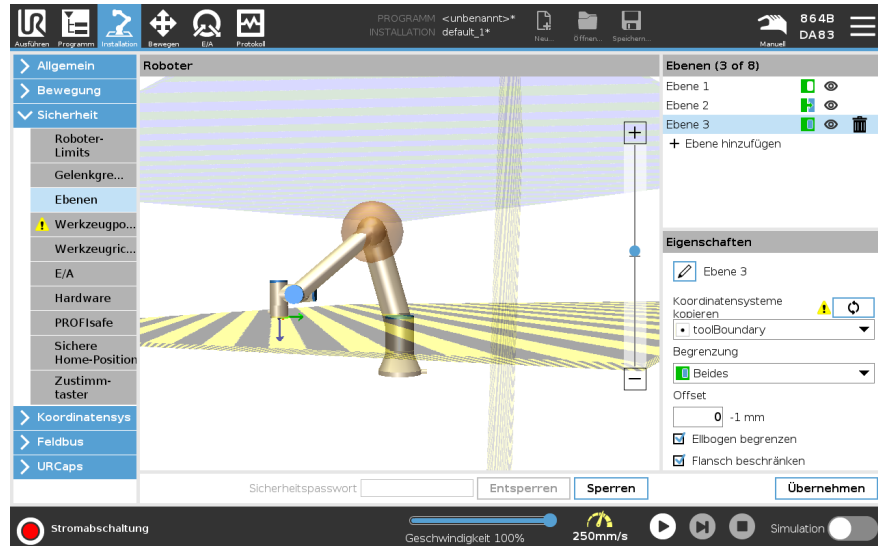 PROGRAMM <unbenannt>*
INSTALLATION default_1*
Ausführen
Programm
Installation
Bewegen
E/A
Protokoll
Neu...
Öffnen...
Speichern...
Manuell
864B
DA83
Allgemein
Bewegung
Sicherheit
Roboter-
Limits
Gelenkgre...
Ebenen
Werkzeugpo...
Werkzeugric...
E/A
Hardware
PROFIsafe
Sichere
Home-Position
Zustimm-
taster
Koordinatensys
Feldbus
URCaps
Roboter
Ebenen (3 of 8)
Ebene 1
Ebene 2
Ebene 3
Ebene hinzufügen
Eigenschaften
Ebene 3
Koordinatensysteme
kopieren
toolBoundary
Begrenzung
Beides
Offset
0 -1 mm
Ellbogen begrenzen
Flansch beschränken
Sicherheitspasswort
Entsperren
Sperren
Übernehmen
Stromabschaltung
Geschwindigkeit 100%
250mm/s
Simulation